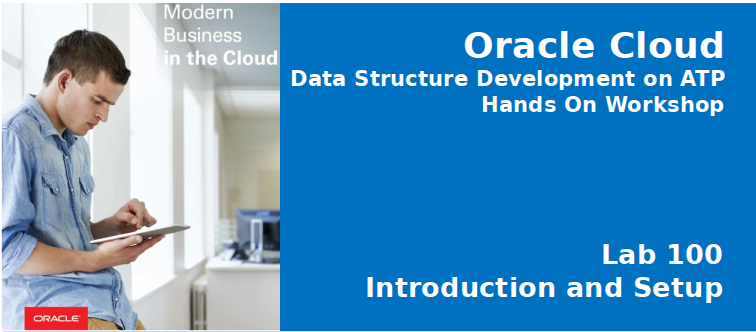 Modern
Business
in the Cloud
Oracle Cloud
Data Structure Development on ATP
Hands On Workshop
Lab 100
Introduction and Setup
ORACLE